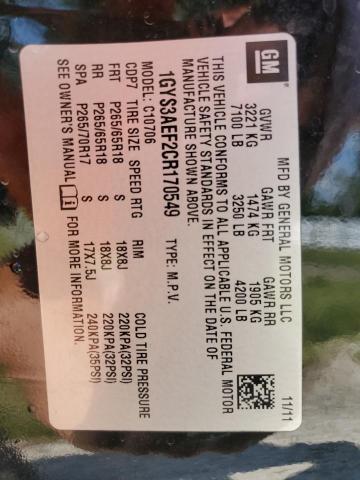 GM
MFD BY GENERAL MOTORS LLC
11/11
GVWR GAWR FRT GAWR RR
3221 KG 1474 KG 1905 KG
7100 LB 3250 LB 4200 LB
THIS VEHICLE CONFORMS TO ALL APPLICABLE U.S. FEDERAL MOTOR
VEHICLE SAFETY STANDARDS IN EFFECT ON THE DATE OF
MANUFACTURE SHOWN ABOVE.
1GYS3AEF2CR170549 TYPE: M.P.V.
MODEL: C10706
CDP7 TIRE SIZE SPEED RTG RIM COLD TIRE PRESSURE
FRT P265/65R18 S 18X8J 220KPA(32PSI)
RR P265/65R18 S 18X8J 220KPA(32PSI)
SPA P265/70R17 S 17X7.5J 240KPA(35PSI)
SEE OWNER'S MANUAL FOR MORE INFORMATION.